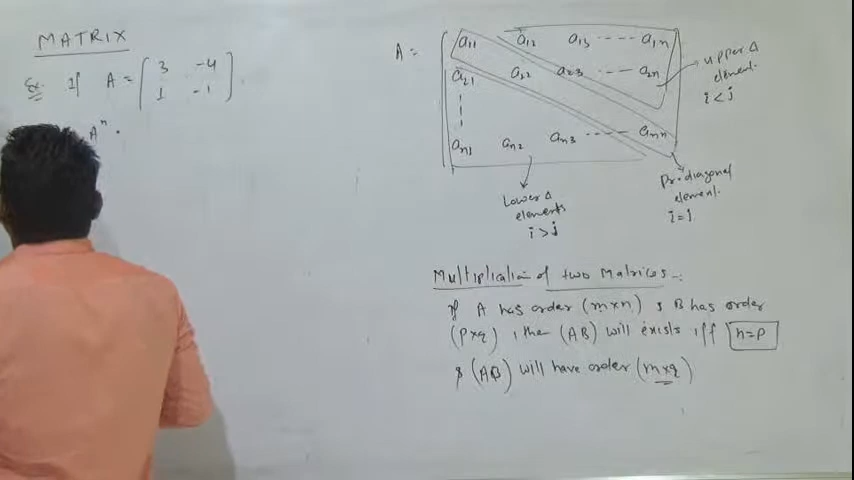 MATRIX
Ex. If A = [ 3 -4
1 -1 ].
Aⁿ.
A =
a₁₁ a₁₂ a₁₃ ---- a₁ₙ
a₂₁ a₂₂ a₂₃ ---- a₂ₙ
aₙ₁ aₙ₂ aₙ₃ ---- aₙₙ
upper Δ
element.
i < j
Lower Δ
elements
i > j
Pr. diagonal
element.
i = j
Multiplication of two Matrices :-
If A has order (m×n) & B has order
(p×q), then (AB) will exists iff n=p
& (AB) will have order (m×q)